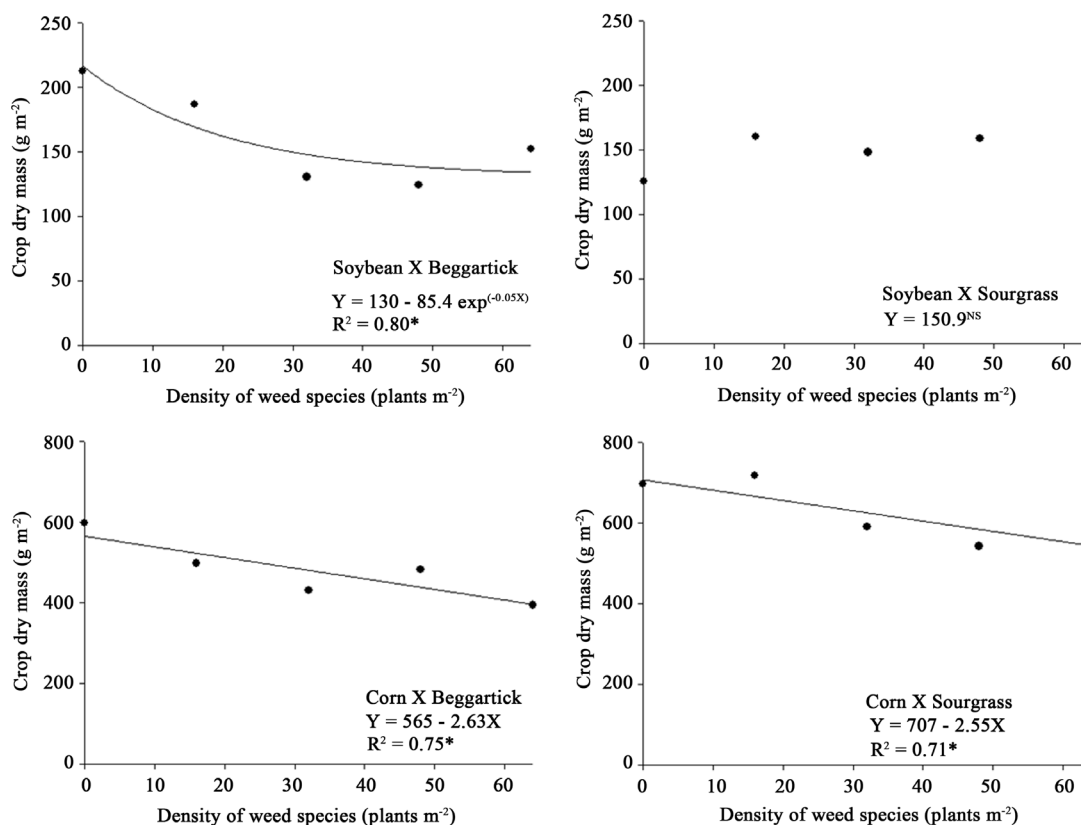 250
200
150
100
50
0
Crop dry mass (g m⁻²)
Soybean X Beggartick
Y = 130 - 85.4 exp⁽⁻⁰·⁰⁵ˣ⁾
R² = 0.80*
0 10 20 30 40 50 60
Density of weed species (plants m⁻²)
250
200
150
100
50
0
Crop dry mass (g m⁻²)
Soybean X Sourgrass
Y = 150.9ᴺˢ
0 10 20 30 40 50 60
Density of weed species (plants m⁻²)
800
600
400
200
0
Crop dry mass (g m⁻²)
Corn X Beggartick
Y = 565 - 2.63X
R² = 0.75*
0 10 20 30 40 50 60
Density of weed species (plants m⁻²)
800
600
400
200
0
Crop dry mass (g m⁻²)
Corn X Sourgrass
Y = 707 - 2.55X
R² = 0.71*
0 10 20 30 40 50 60
Density of weed species (plants m⁻²)